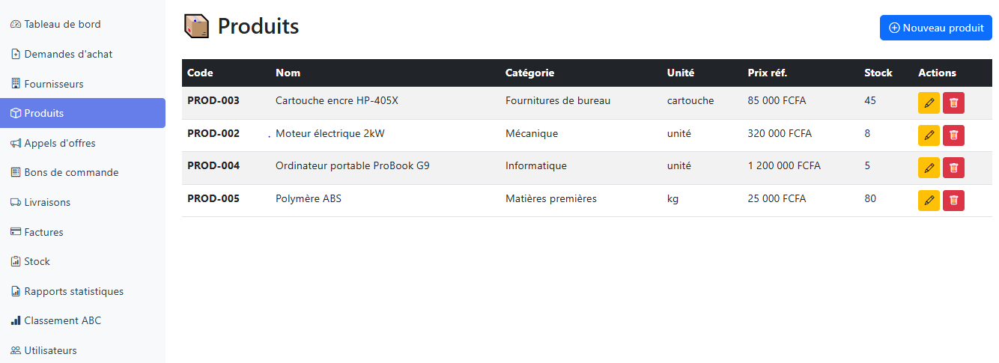 Tableau de bord
Demandes d'achat
Fournisseurs
Produits
Appels d'offres
Bons de commande
Livraisons
Factures
Stock
Rapports statistiques
Classement ABC
Utilisateurs
Produits
Nouveau produit
Code Nom Catégorie Unité Prix réf. Stock Actions
PROD-003 Cartouche encre HP-405X Fournitures de bureau cartouche 85 000 FCFA 45
PROD-002 Moteur électrique 2kW Mécanique unité 320 000 FCFA 8
PROD-004 Ordinateur portable ProBook G9 Informatique unité 1 200 000 FCFA 5
PROD-005 Polymère ABS Matières premières kg 25 000 FCFA 80